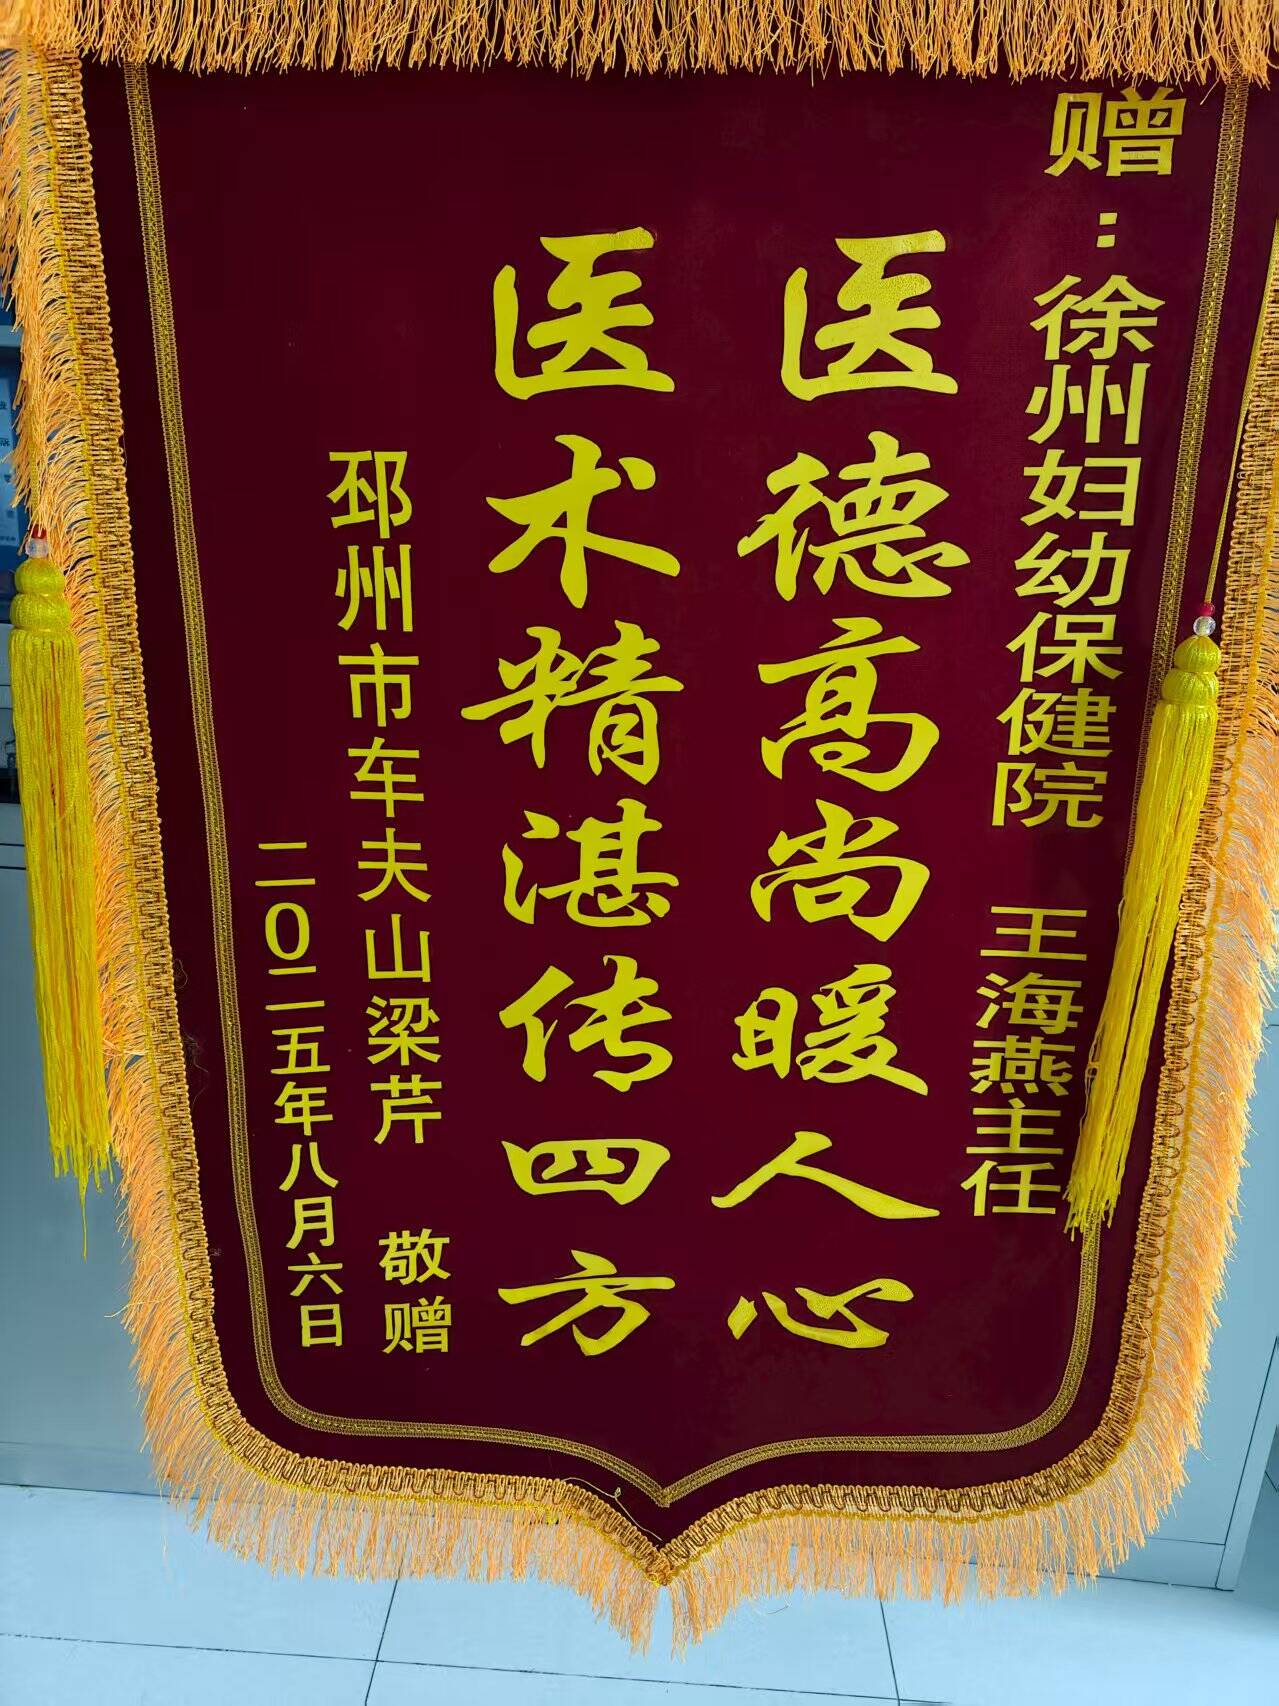 赠：徐州妇幼保健院 王海燕主任
医德高尚暖人心
医术精湛传四方
邳州市车夫山梁芹 敬赠
二0二五年八月六日